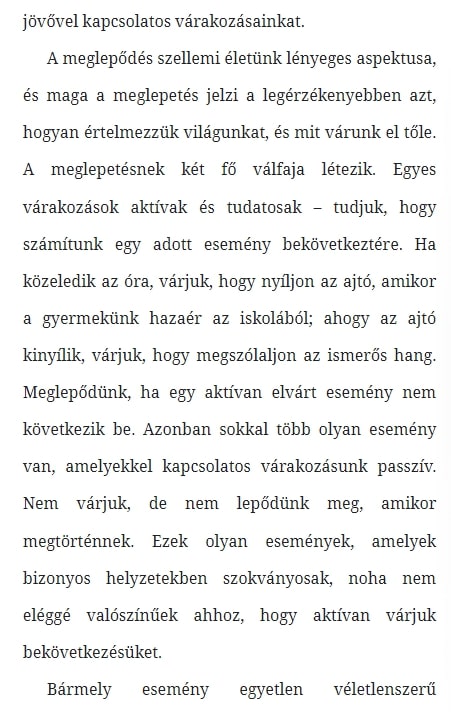 jövővel kapcsolatos várakozásainkat.
A meglepődés szellemi életünk lényeges aspektusa,
és maga a meglepetés jelzi a legérzékenyebben azt,
hogyan értelmezzük világunkat, és mit várunk el tőle.
A meglepetésnek két fő válfaja létezik. Egyes
várakozások aktívak és tudatosak – tudjuk, hogy
számítunk egy adott esemény bekövetkeztére. Ha
közeledik az óra, várjuk, hogy nyíljon az ajtó, amikor
a gyermekünk hazaér az iskolából; ahogy az ajtó
kinyílik, várjuk, hogy megszólaljon az ismerős hang.
Meglepődünk, ha egy aktívan elvárt esemény nem
következik be. Azonban sokkal több olyan esemény
van, amelyekkel kapcsolatos várakozásunk passzív.
Nem várjuk, de nem lepődünk meg, amikor
megtörténnek. Ezek olyan események, amelyek
bizonyos helyzetekben szokványosak, noha nem
eléggé valószínűek ahhoz, hogy aktívan várjuk
bekövetkezésüket.
Bármely esemény egyetlen véletlenszerű